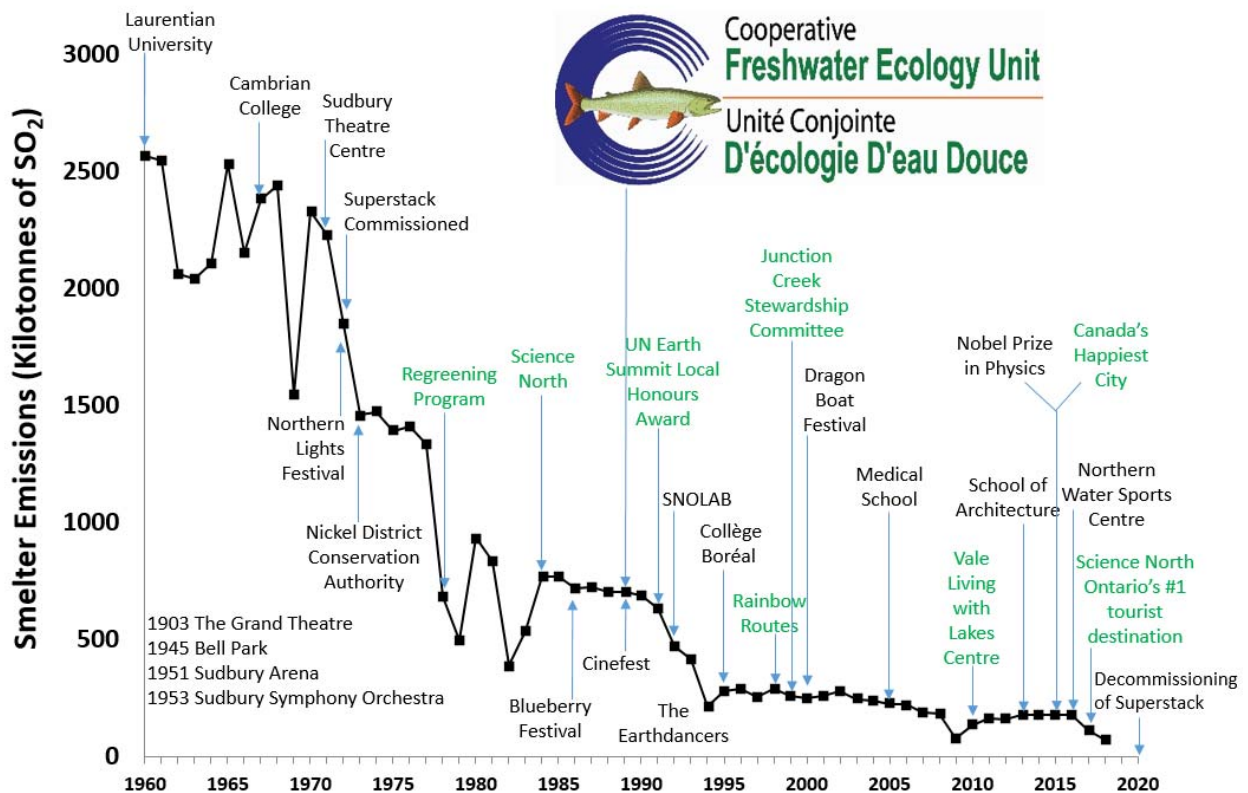 Laurentian
University
Cooperative
Freshwater Ecology Unit
Unité Conjointe
D'écologie D'eau Douce
Smelter Emissions (Kilotonnes of SO2)
3000
2500
2000
1500
1000
500
0
Cambrian
College
Sudbury
Theatre
Centre
Superstack
Commissioned
Northern
Lights
Festival
Nickel District
Conservation
Authority
Regreening
Program
Science
North
Blueberry
Festival
Cinefest
UN Earth
Summit Local
Honours
Award
The
Earthdancers
SNOLAB
Collège
Boréal
Rainbow
Routes
Junction
Creek
Stewardship
Committee
Dragon
Boat
Festival
Medical
School
Vale
Living
with
Lakes
Centre
School of
Architecture
Nobel Prize
in Physics
Canada's
Happiest
City
Northern
Water Sports
Centre
Science North
Ontario's #1
tourist
destination
Decommissioning
of Superstack
1903 The Grand Theatre
1945 Bell Park
1951 Sudbury Arena
1953 Sudbury Symphony Orchestra
1960 1965 1970 1975 1980 1985 1990 1995 2000 2005 2010 2015 2020